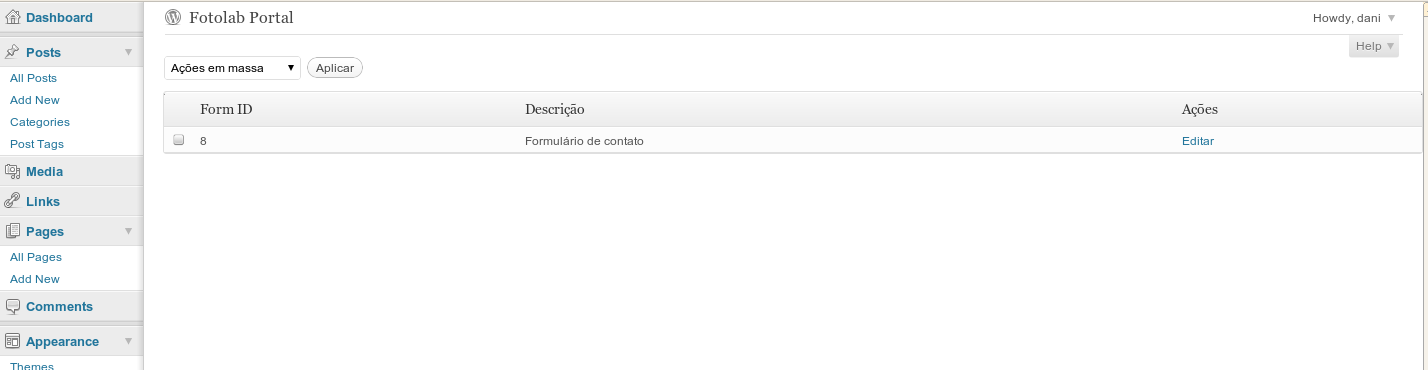 Dashboard
Fotolab Portal
Howdy, dani
Posts
Help
All Posts
Ações em massa
Aplicar
Add New
Categories
Post Tags
Form ID
Descrição
Ações
8
Formulário de contato
Editar
Media
Links
Pages
All Pages
Add New
Comments
Appearance
Themes